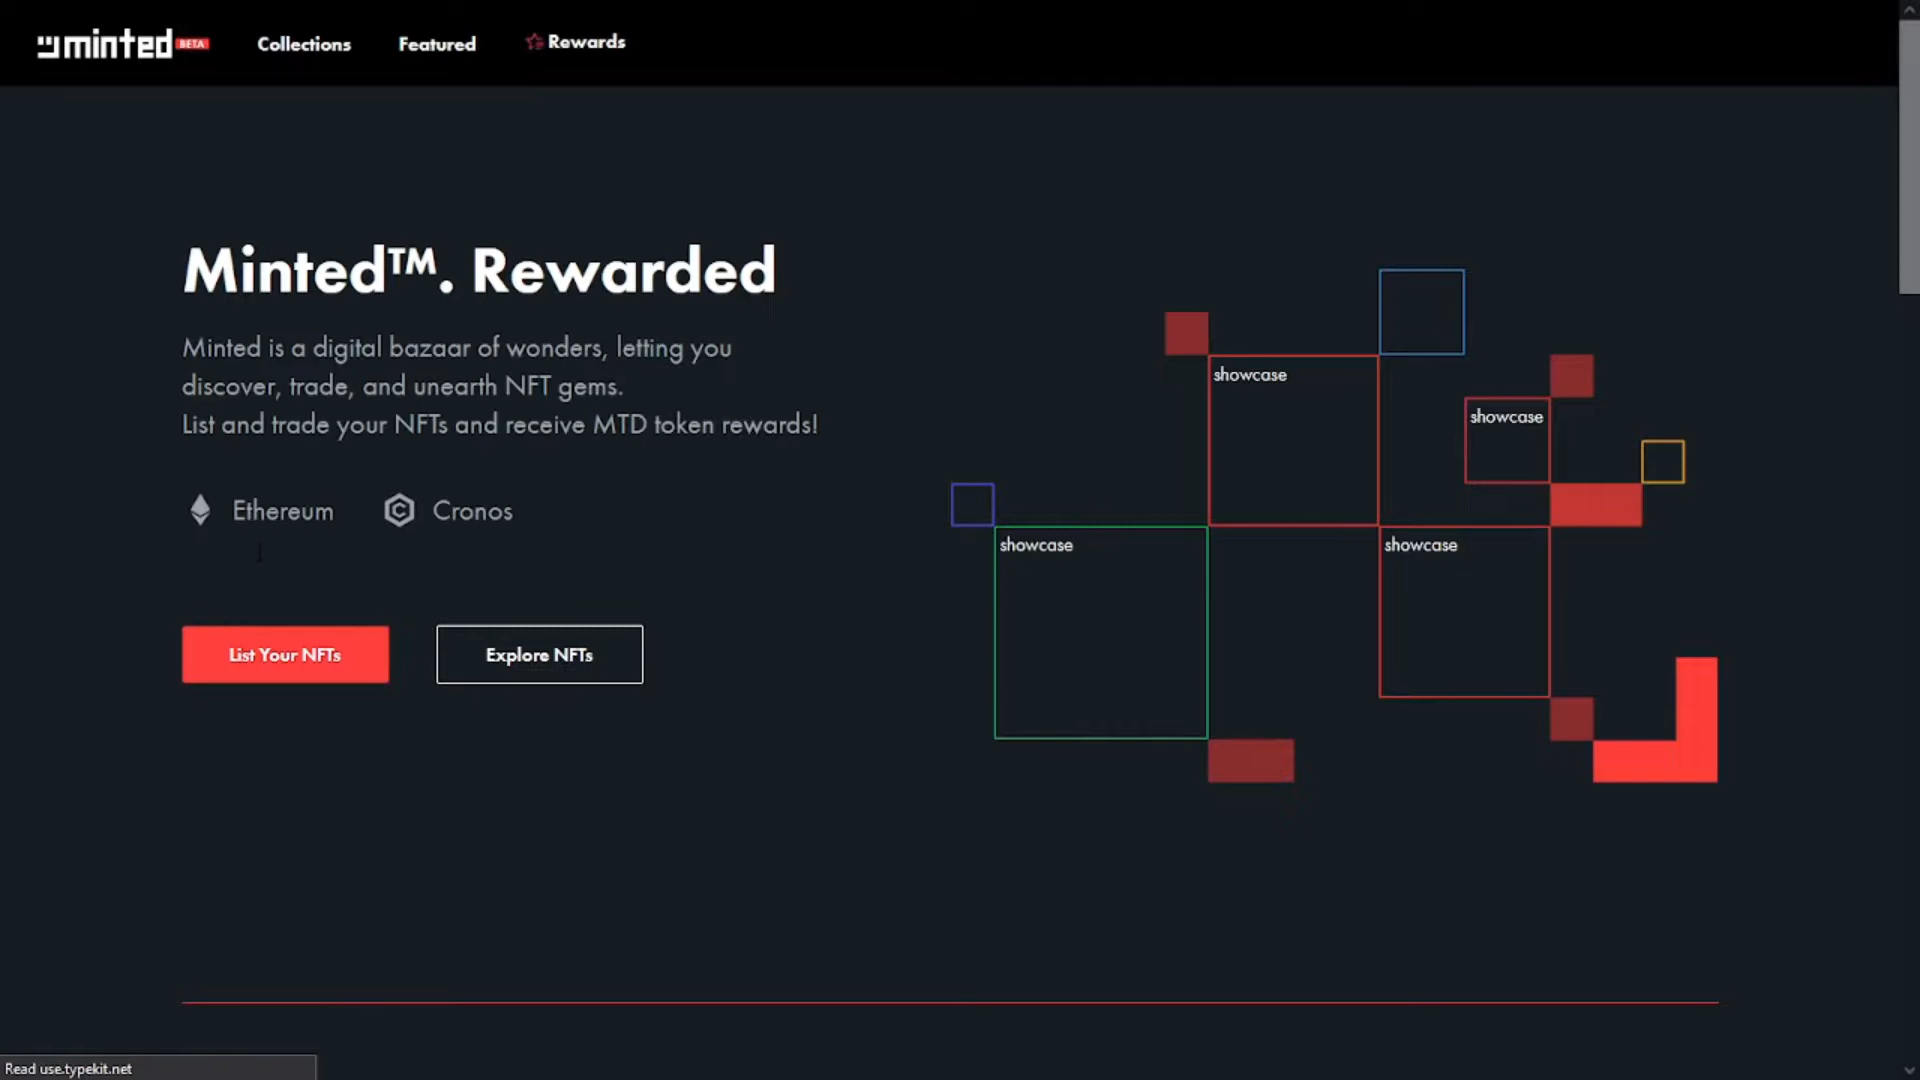 minted BETA
Collections
Featured
Rewards
Minted™. Rewarded
Minted is a digital bazaar of wonders, letting you
discover, trade, and unearth NFT gems.
List and trade your NFTs and receive MTD token rewards!
Ethereum
Cronos
List Your NFTs
Explore NFTs
showcase
showcase
showcase
showcase
Read use.typekit.net